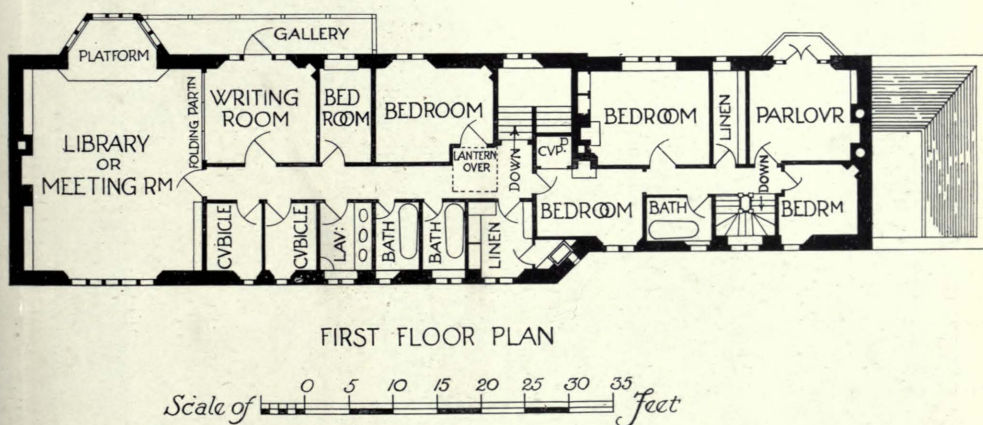 GALLERY
PLATFORM
WRITING
ROOM
BED
ROOM
BEDROOM
BEDROOM
LINEN
PARLOVR
FOLDING PARTN
LIBRARY
OR
MEETING RM
LANTERN
OVER
DOWN
CVPD
DOWN
CVBICLE
CVBICLE
LAV:
BATH
BATH
LINEN
BEDROOM
BATH
BEDRM
FIRST FLOOR PLAN
0 5 10 15 20 25 30 35
Scale of Feet